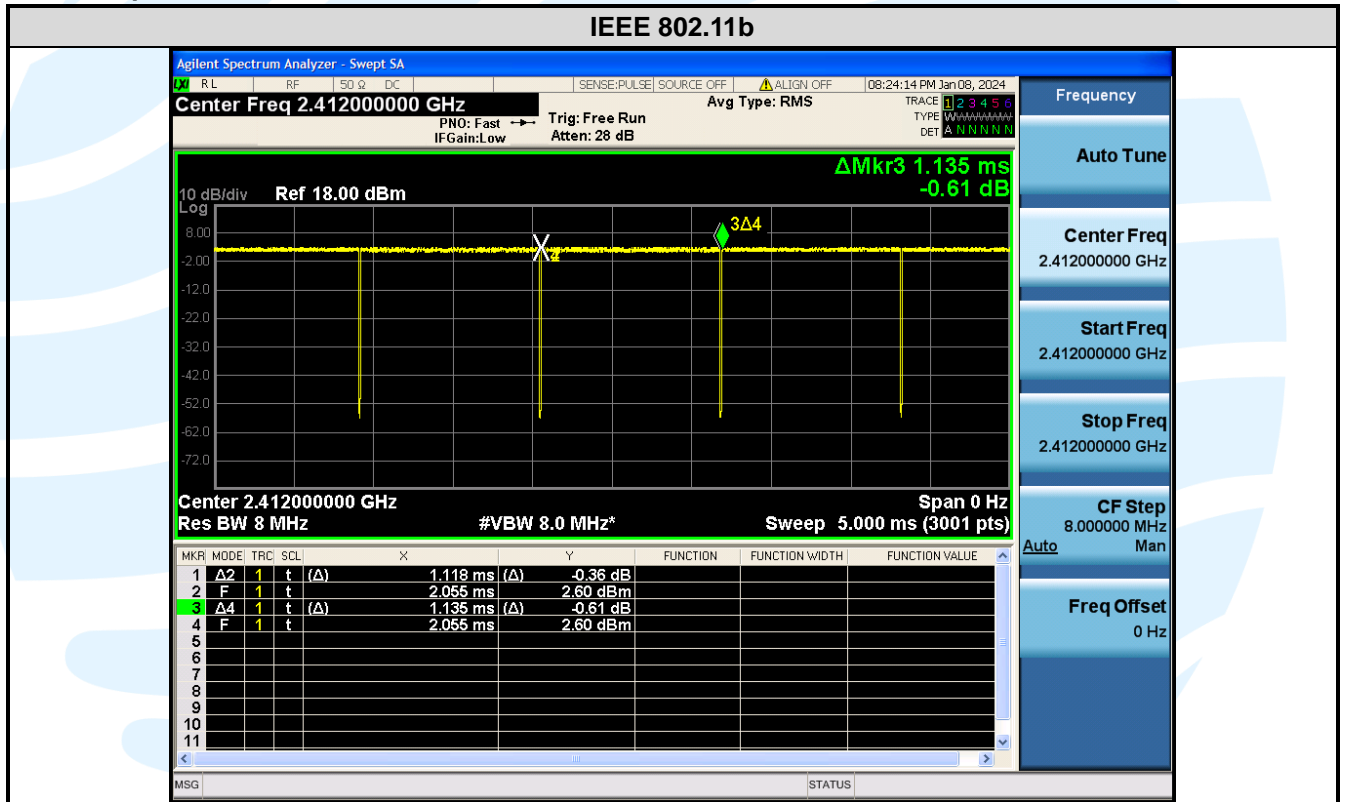 IEEE 802.11b
Agilent Spectrum Analyzer - Swept SA
LXI RL RF 50 Ω DC SENSE:PULSE SOURCE OFF ALIGN OFF 08:24:14 PM Jan 08, 2024
Center Freq 2.412000000 GHz Avg Type: RMS TRACE 1 2 3 4 5 6
PNO: Fast Trig: Free Run TYPE
IFGain:Low Atten: 28 dB DET A N N N N N
ΔMkr3 1.135 ms
-0.61 dB
10 dB/div Ref 18.00 dBm
Log
3Δ4
8.00
4
-2.00
-12.0
-22.0
-32.0
-42.0
-52.0
-62.0
-72.0
Center 2.412000000 GHz Span 0 Hz
Res BW 8 MHz #VBW 8.0 MHz* Sweep 5.000 ms (3001 pts)
MKR MODE TRC SCL X Y FUNCTION FUNCTION WIDTH FUNCTION VALUE
1 Δ2 1 t (Δ) 1.118 ms (Δ) -0.36 dB
2 F 1 t 2.055 ms 2.60 dBm
3 Δ4 1 t (Δ) 1.135 ms (Δ) -0.61 dB
4 F 1 t 2.055 ms 2.60 dBm
5
6
7
8
9
10
11
MSG STATUS
Frequency
Auto Tune
Center Freq
2.412000000 GHz
Start Freq
2.412000000 GHz
Stop Freq
2.412000000 GHz
CF Step
8.000000 MHz
Auto Man
Freq Offset
0 Hz